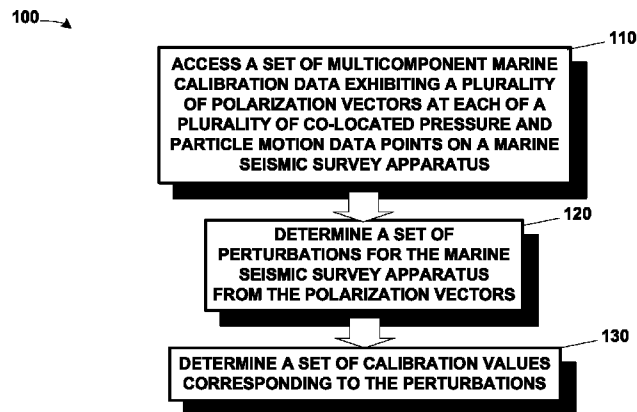 100
110
ACCESS A SET OF MULTICOMPONENT MARINE
CALIBRATION DATA EXHIBITING A PLURALITY
OF POLARIZATION VECTORS AT EACH OF A
PLURALITY OF CO-LOCATED PRESSURE AND
PARTICLE MOTION DATA POINTS ON A MARINE
SEISMIC SURVEY APPARATUS
120
DETERMINE A SET OF
PERTURBATIONS FOR THE MARINE
SEISMIC SURVEY APPARATUS
FROM THE POLARIZATION VECTORS
130
DETERMINE A SET OF CALIBRATION VALUES
CORRESPONDING TO THE PERTURBATIONS.